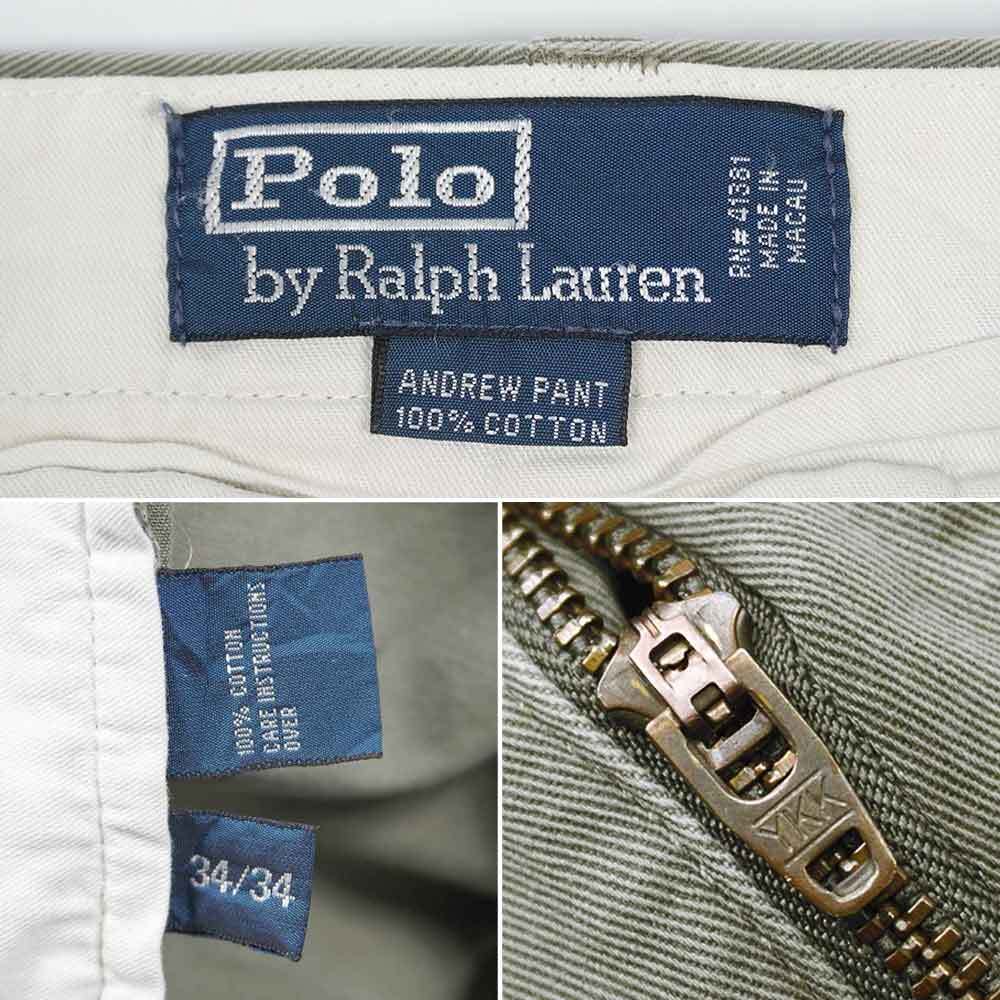 Polo
by Ralph Lauren
RN# 41381
MADE IN
MACAU
ANDREW PANT
100% COTTON
100% COTTON
CARE INSTRUCTIONS
OVER
34/34
YKK